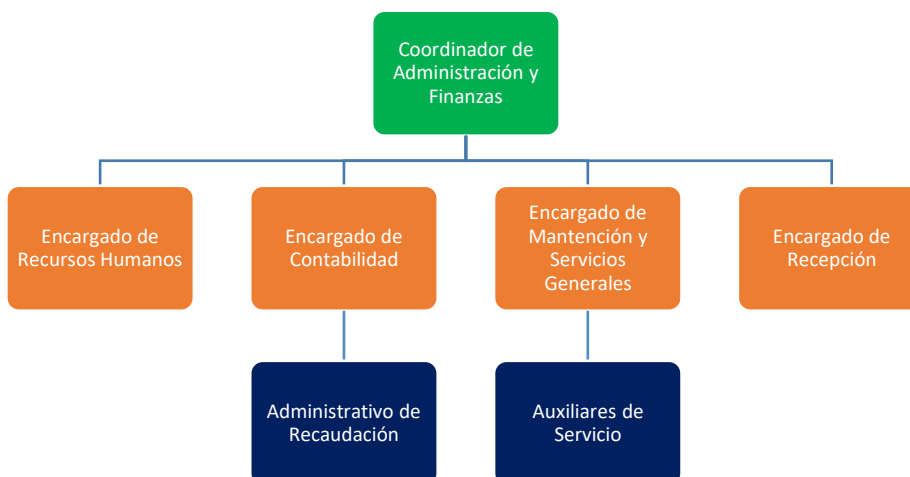 Coordinador de
Administración y
Finanzas
Encargado de
Recursos Humanos
Encargado de
Contabilidad
Encargado de
Mantención y
Servicios
Generales
Encargado de
Recepción
Administrativo de
Recaudación
Auxiliares de
Servicio